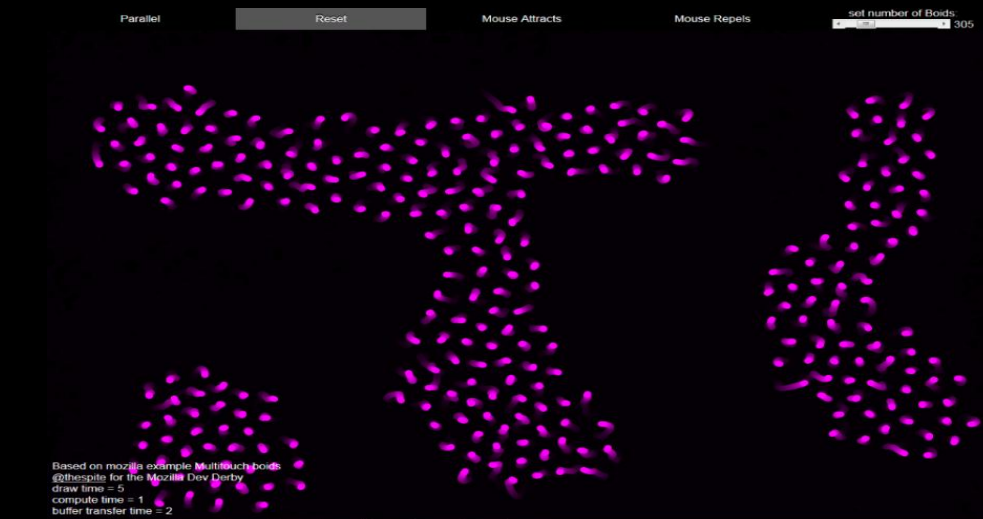 Parallel
Reset
Mouse Attracts
Mouse Repels
set number of Boids:
305
Based on mozilla example Multitouch boids
@thespite for the Mozilla Dev Derby
draw time = 5
compute time = 1
buffer transfer time = 2